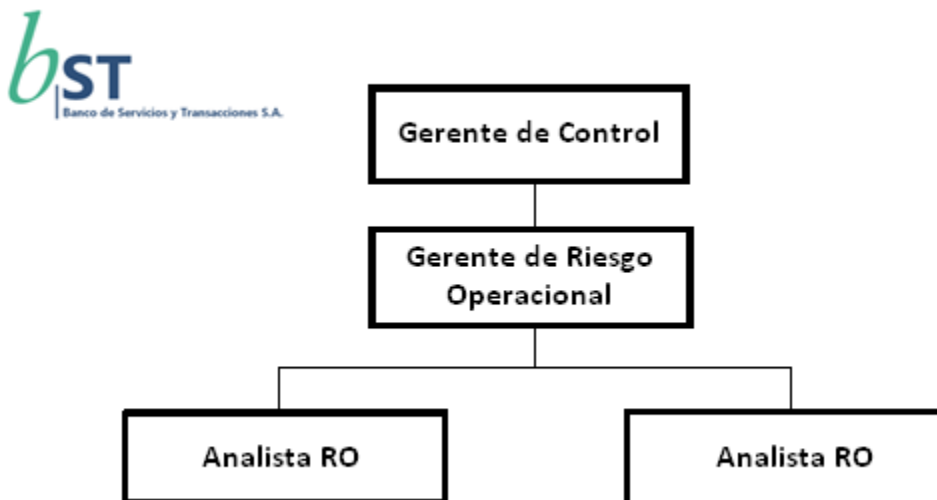 bST
Banco de Servicios y Transacciones S.A.
Gerente de Control
Gerente de Riesgo
Operacional
Analista RO
Analista RO